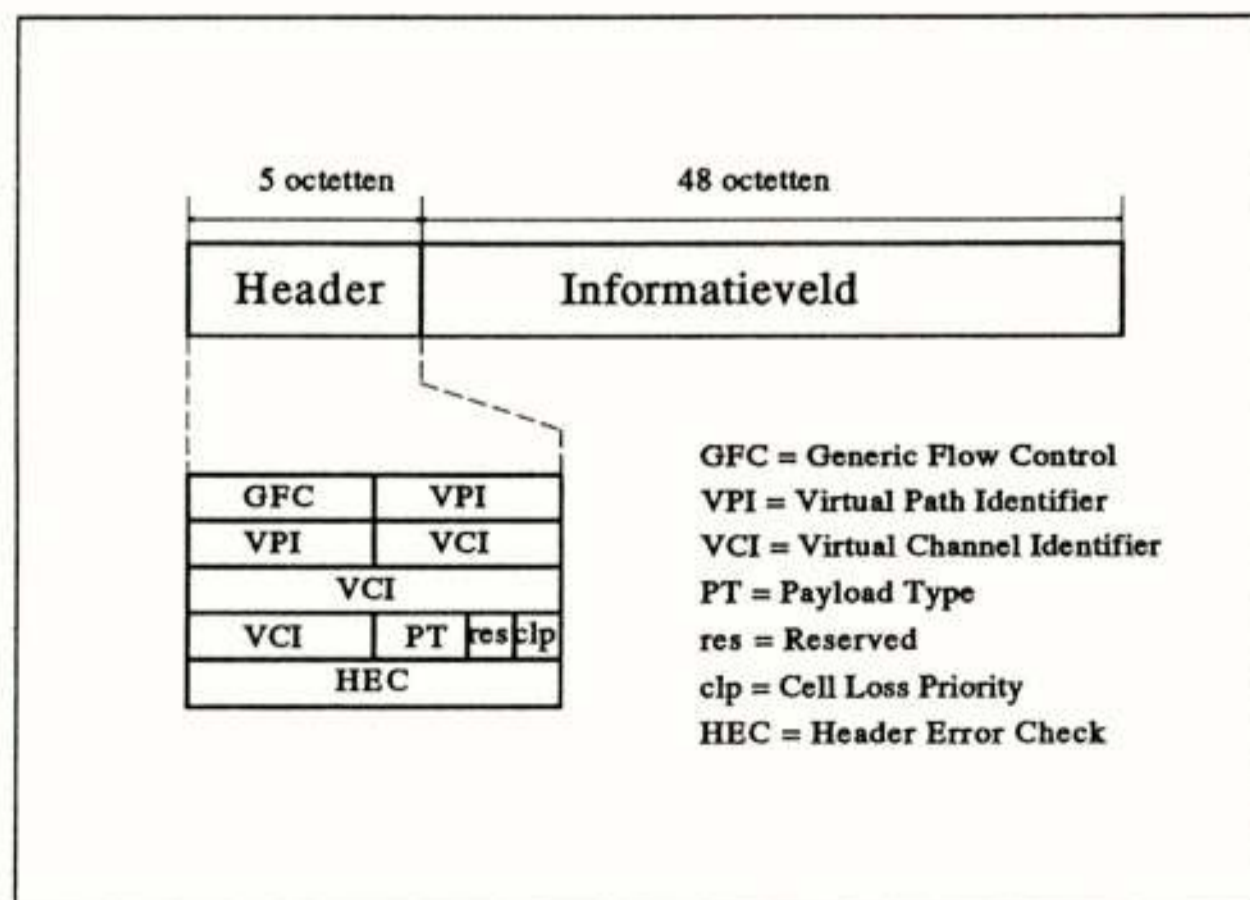 5 octetten 48 octetten
Header Informatieveld
GFC VPI
VPI VCI
VCI
VCI PT res clp
HEC
GFC = Generic Flow Control
VPI = Virtual Path Identifier
VCI = Virtual Channel Identifier
PT = Payload Type
res = Reserved
clp = Cell Loss Priority
HEC = Header Error Check